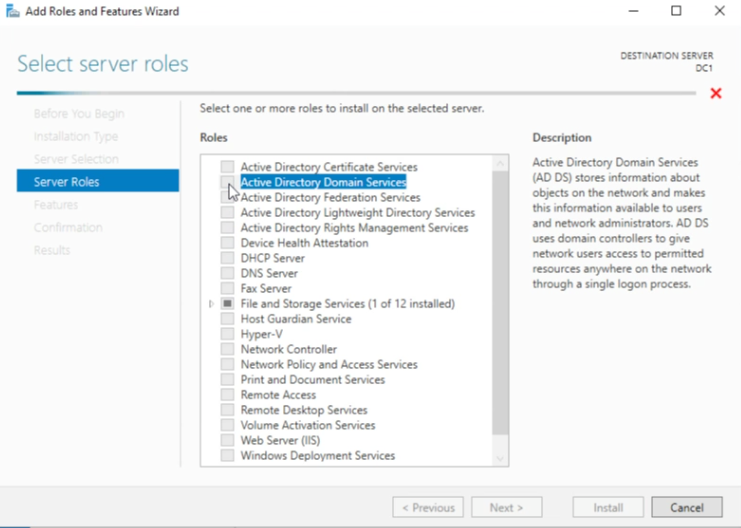 Add Roles and Features Wizard
Select server roles
DESTINATION SERVER
DC1
Before You Begin
Installation Type
Server Selection
Server Roles
Features
Confirmation
Results
Select one or more roles to install on the selected server.
Roles
Active Directory Certificate Services
Active Directory Domain Services
Active Directory Federation Services
Active Directory Lightweight Directory Services
Active Directory Rights Management Services
Device Health Attestation
DHCP Server
DNS Server
Fax Server
File and Storage Services (1 of 12 installed)
Host Guardian Service
Hyper-V
Network Controller
Network Policy and Access Services
Print and Document Services
Remote Access
Remote Desktop Services
Volume Activation Services
Web Server (IIS)
Windows Deployment Services
Description
Active Directory Domain Services
(AD DS) stores information about
objects on the network and makes
this information available to users
and network administrators. AD DS
uses domain controllers to give
network users access to permitted
resources anywhere on the network
through a single logon process.
< Previous
Next >
Install
Cancel